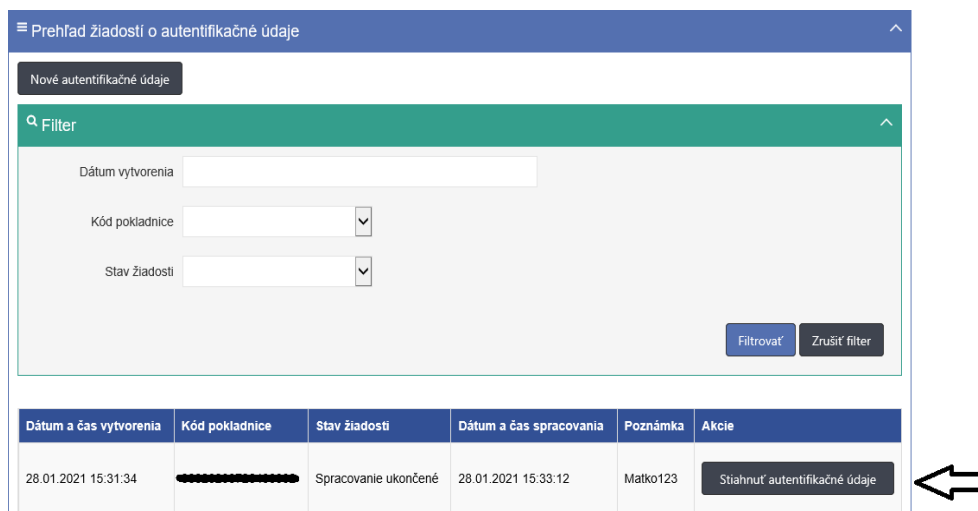 Prehľad žiadostí o autentifikačné údaje
Nové autentifikačné údaje
Filter
Dátum vytvorenia
Kód pokladnice
Stav žiadosti
Filtrovať Zrušiť filter
Dátum a čas vytvorenia Kód pokladnice Stav žiadosti Dátum a čas spracovania Poznámka Akcie
28.01.2021 15:31:34 Spracovanie ukončené 28.01.2021 15:33:12 Matko123 Stiahnuť autentifikačné údaje